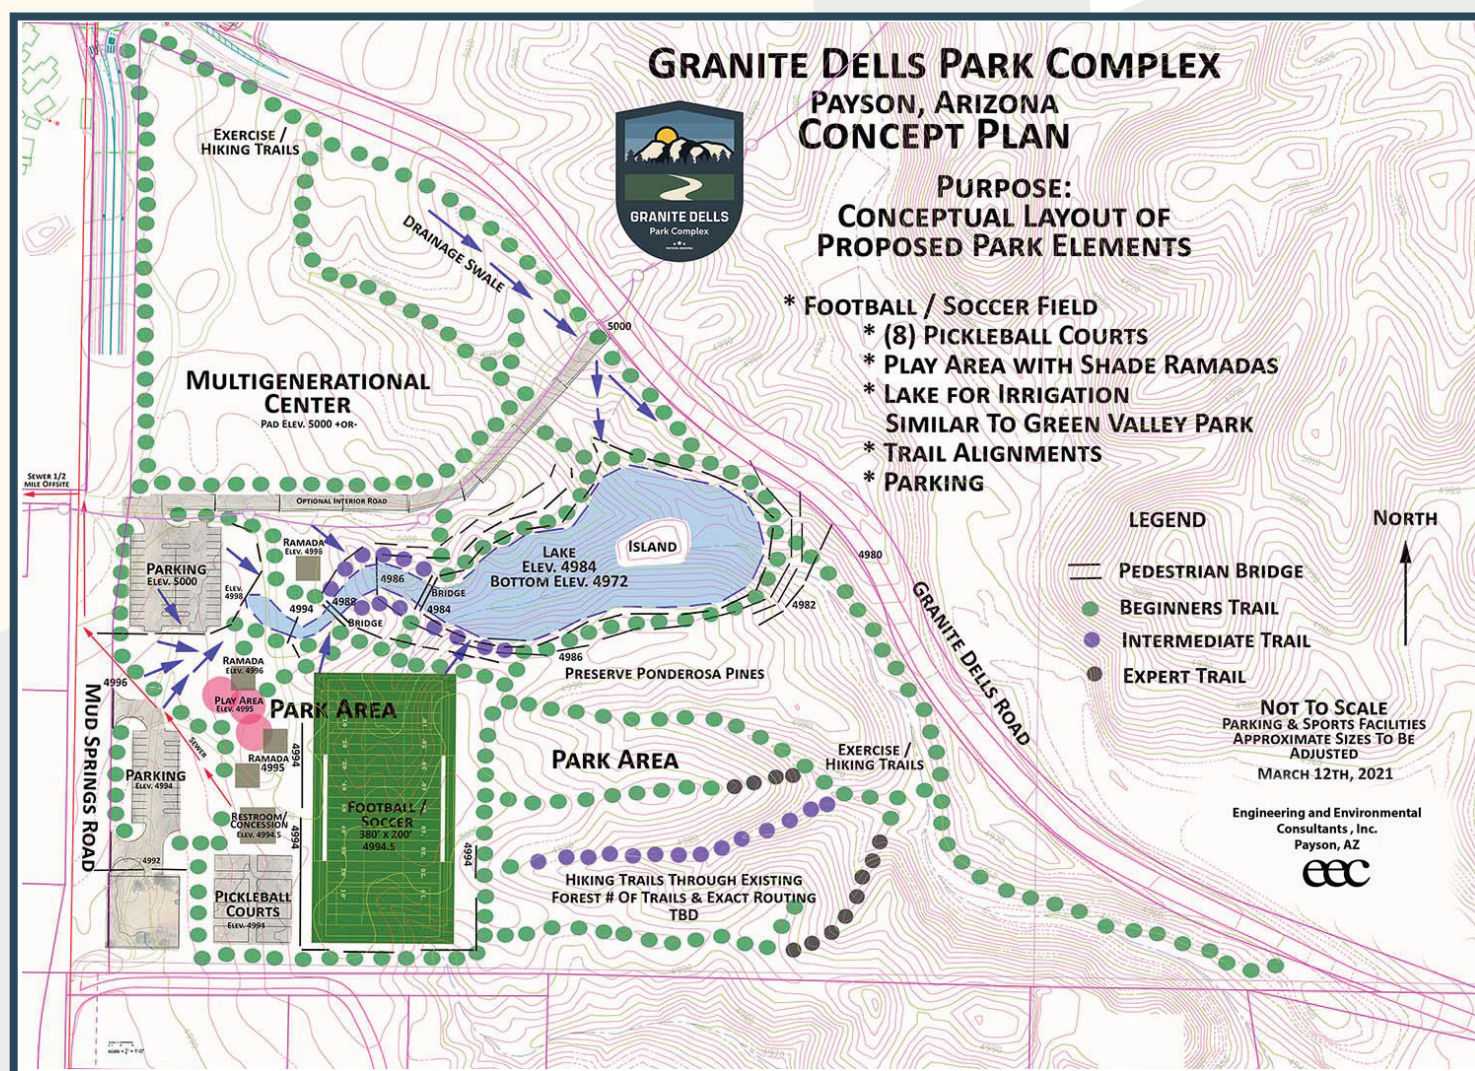 GRANITE DELLS PARK COMPLEX
PAYSON, ARIZONA
CONCEPT PLAN
PURPOSE:
CONCEPTUAL LAYOUT OF
PROPOSED PARK ELEMENTS
* FOOTBALL / SOCCER FIELD
* (8) PICKLEBALL COURTS
* PLAY AREA WITH SHADE RAMADAS
* LAKE FOR IRRIGATION
SIMILAR TO GREEN VALLEY PARK
* TRAIL ALIGNMENTS
* PARKING
GRANITE DELLS
Park Complex
EXERCISE /
HIKING TRAILS
DRAINAGE SWALE
5000
MULTIGENERATIONAL
CENTER
PAD ELEV. 5000 +OR-
SEWER 1/2
MILE OFFSITE
OPTIONAL INTERIOR ROAD
PARKING
ELEV. 5000
RAMADA
ELEV. 4996
ELEV.
4998
4994
4988
4986
BRIDGE
4984
BRIDGE
LAKE
ELEV. 4984
BOTTOM ELEV. 4972
ISLAND
4980
4982
4986
PRESERVE PONDEROSA PINES
GRANITE DELLS ROAD
LEGEND
PEDESTRIAN BRIDGE
BEGINNERS TRAIL
INTERMEDIATE TRAIL
EXPERT TRAIL
NORTH
NOT TO SCALE
PARKING & SPORTS FACILITIES
APPROXIMATE SIZES TO BE
ADJUSTED
MARCH 12TH, 2021
Engineering and Environmental
Consultants, Inc.
Payson, AZ
eec
4996
MUD SPRINGS ROAD
RAMADA
ELEV. 4996
PLAY AREA
ELEV. 4995
PARK AREA
SEWER
RAMADA
4995
4994
PARKING
ELEV. 4994
RESTROOM/
CONCESSION
ELEV. 4994.5
4994
4992
PICKLEBALL
COURTS
ELEV. 4994
FOOTBALL /
SOCCER
380' x 200'
4994.5
4994
PARK AREA
EXERCISE /
HIKING TRAILS
HIKING TRAILS THROUGH EXISTING
FOREST # OF TRAILS & EXACT ROUTING
TBD